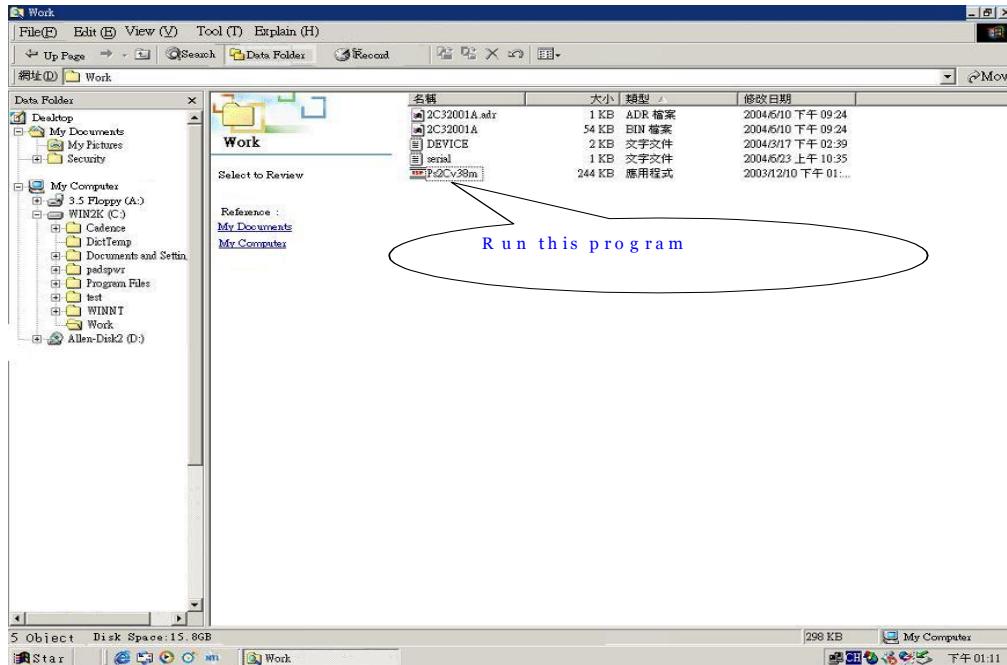 Work
File(F) Edit (E) View (V) Tool (T) Explain (H)
Up Page Search Data Folder Record
網址(D) Work Mov
Data Folder ×
Desktop
My Documents
My Pictures
Security
My Computer
3.5 Floppy (A:)
WIN2K (C:)
Cadence
DictTemp
Documents and Settin
padspwr
Program Files
test
WINNT
Work
Allen-Disk2 (D:)
Work
Select to Review
Reference :
My Documents
My Computer
名稱 大小 類型 修改日期
2C32001A.adr 1 KB ADR 檔案 2004/6/10 下午 09:24
2C32001A 54 KB BIN 檔案 2004/6/10 下午 09:24
DEVICE 2 KB 文字文件 2004/3/17 下午 02:39
serial 1 KB 文字文件 2004/6/23 上午 10:35
Ps2Cv38m 244 KB 應用程式 2003/12/10 下午 01:...
Run this program
5 Object Disk Space:15.8GB 298 KB My Computer
Star Work CH 下午 01:11